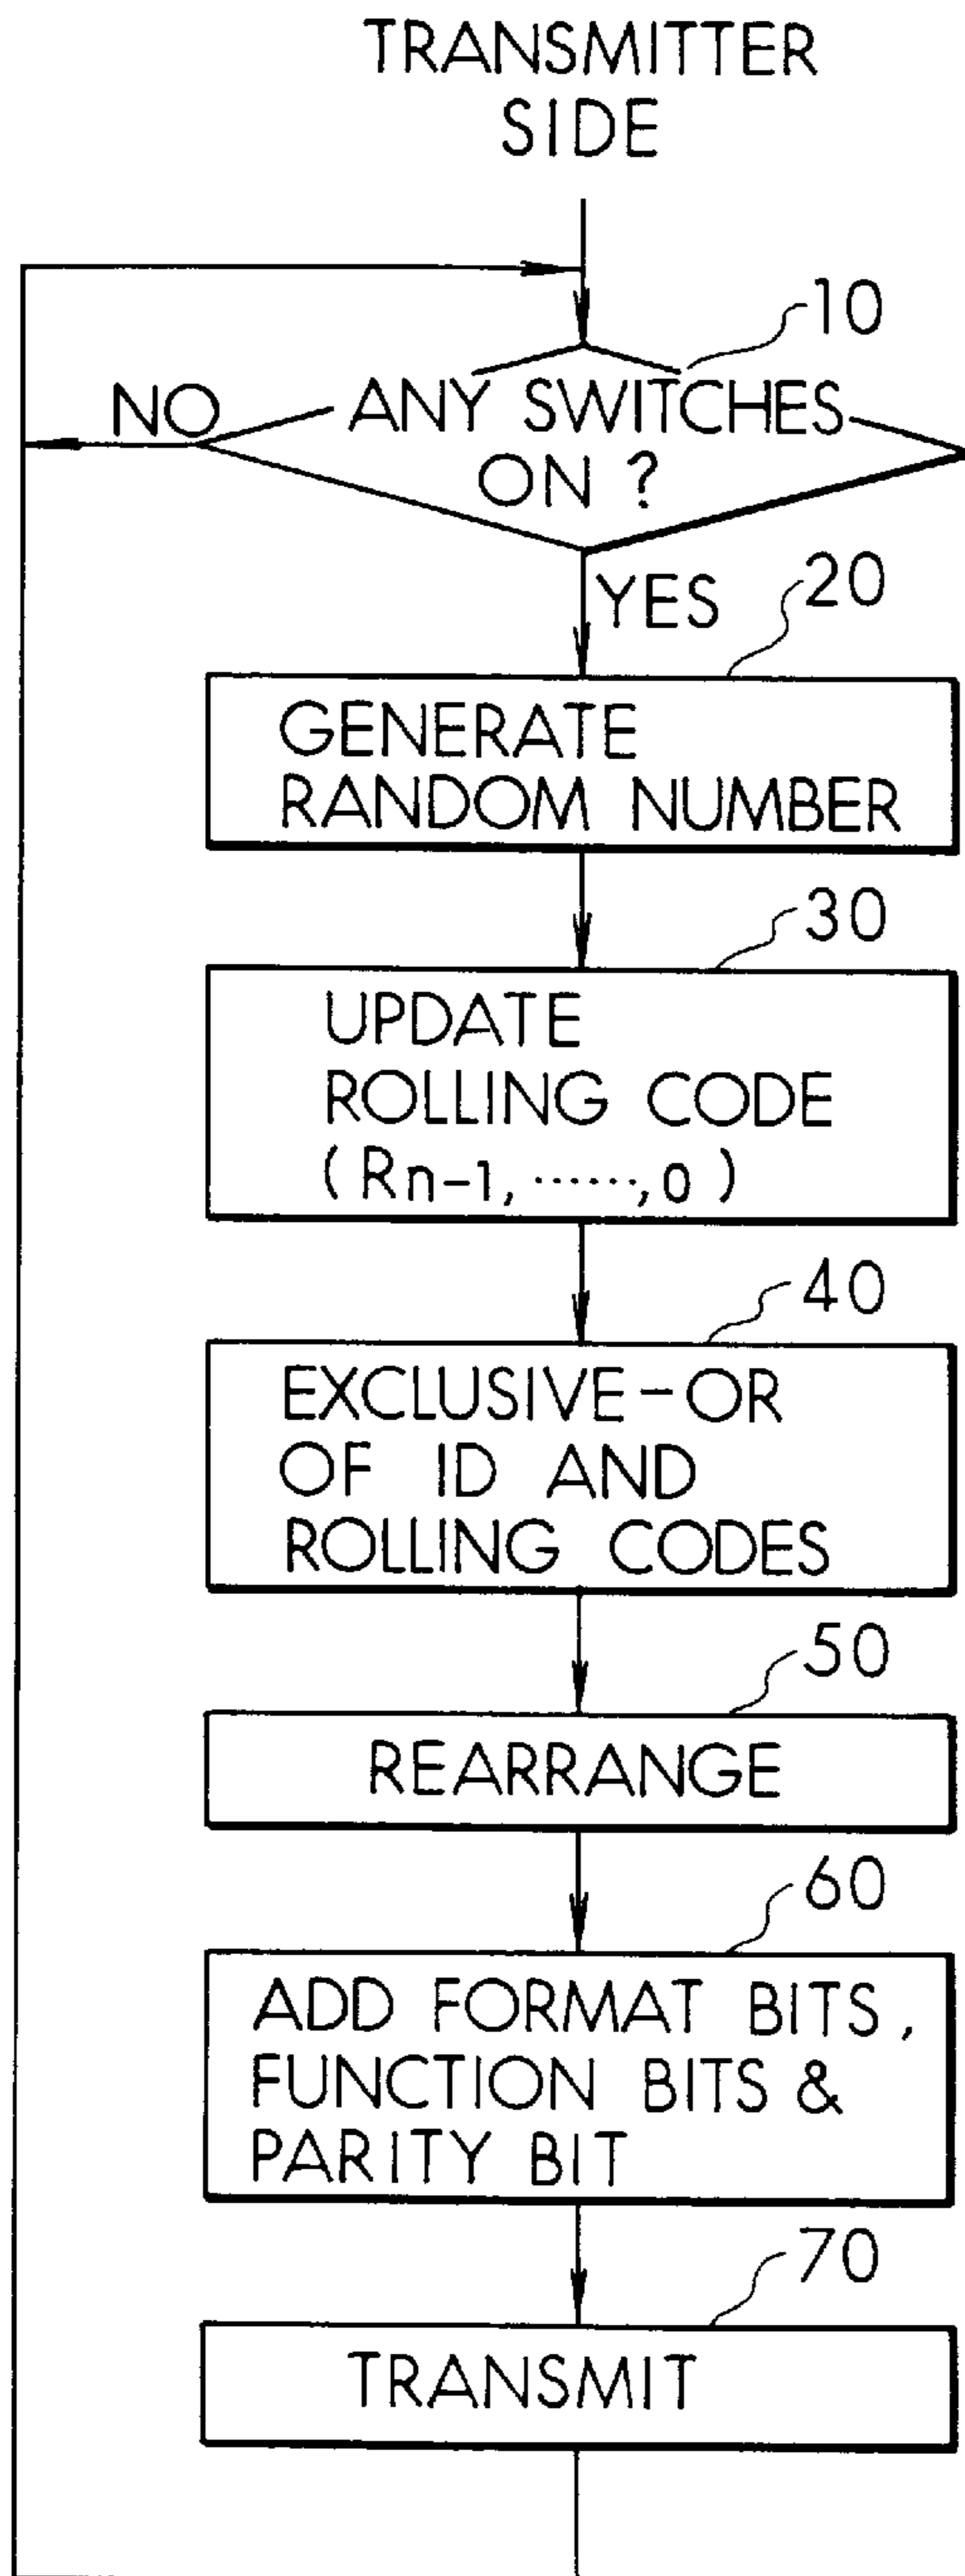 TRANSMITTER
SIDE
10
NO
ANY SWITCHES
ON ?
YES
20
GENERATE
RANDOM NUMBER
30
UPDATE
ROLLING CODE
( Rn-1, ······, 0 )
40
EXCLUSIVE-OR
OF ID AND
ROLLING CODES
50
REARRANGE
60
ADD FORMAT BITS,
FUNCTION BITS &
PARITY BIT
70
TRANSMIT